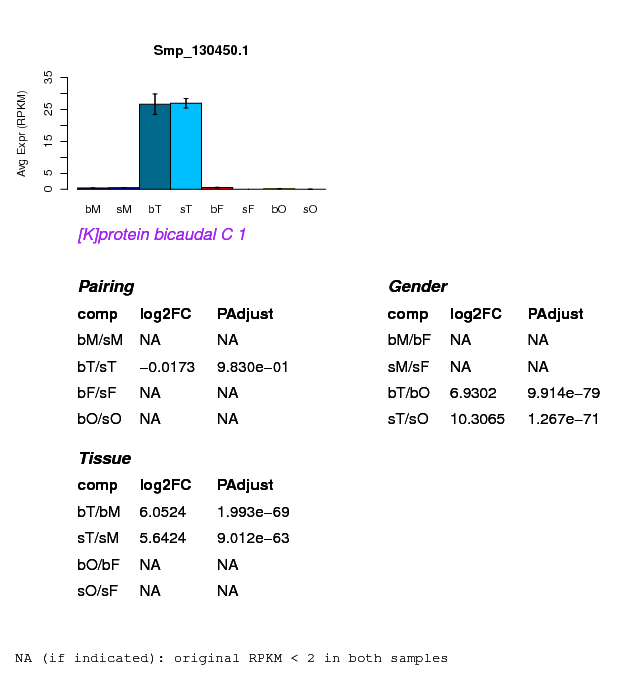 Smp_130450.1
Avg Expr (RPKM)
35
25
15
5
0
bM sM bT sT bF sF bO sO
[K]protein bicaudal C 1
Pairing
comp log2FC PAdjust
bM/sM NA NA
bT/sT −0.0173 9.830e−01
bF/sF NA NA
bO/sO NA NA
Gender
comp log2FC PAdjust
bM/bF NA NA
sM/sF NA NA
bT/bO 6.9302 9.914e−79
sT/sO 10.3065 1.267e−71
Tissue
comp log2FC PAdjust
bT/bM 6.0524 1.993e−69
sT/sM 5.6424 9.012e−63
bO/bF NA NA
sO/sF NA NA
NA (if indicated): original RPKM < 2 in both samples